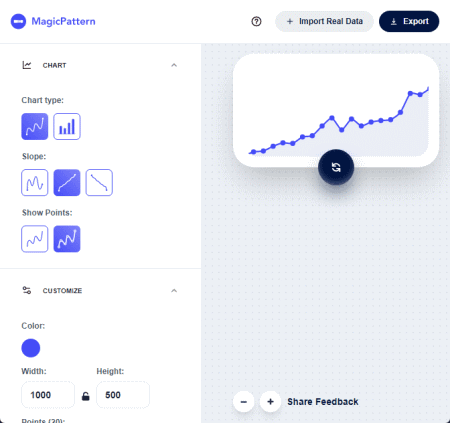 MagicPattern
Import Real Data
Export
CHART
Chart type:
Slope:
Show Points:
CUSTOMIZE
Color:
Width: Height:
1000 500
Points (20):
Share Feedback